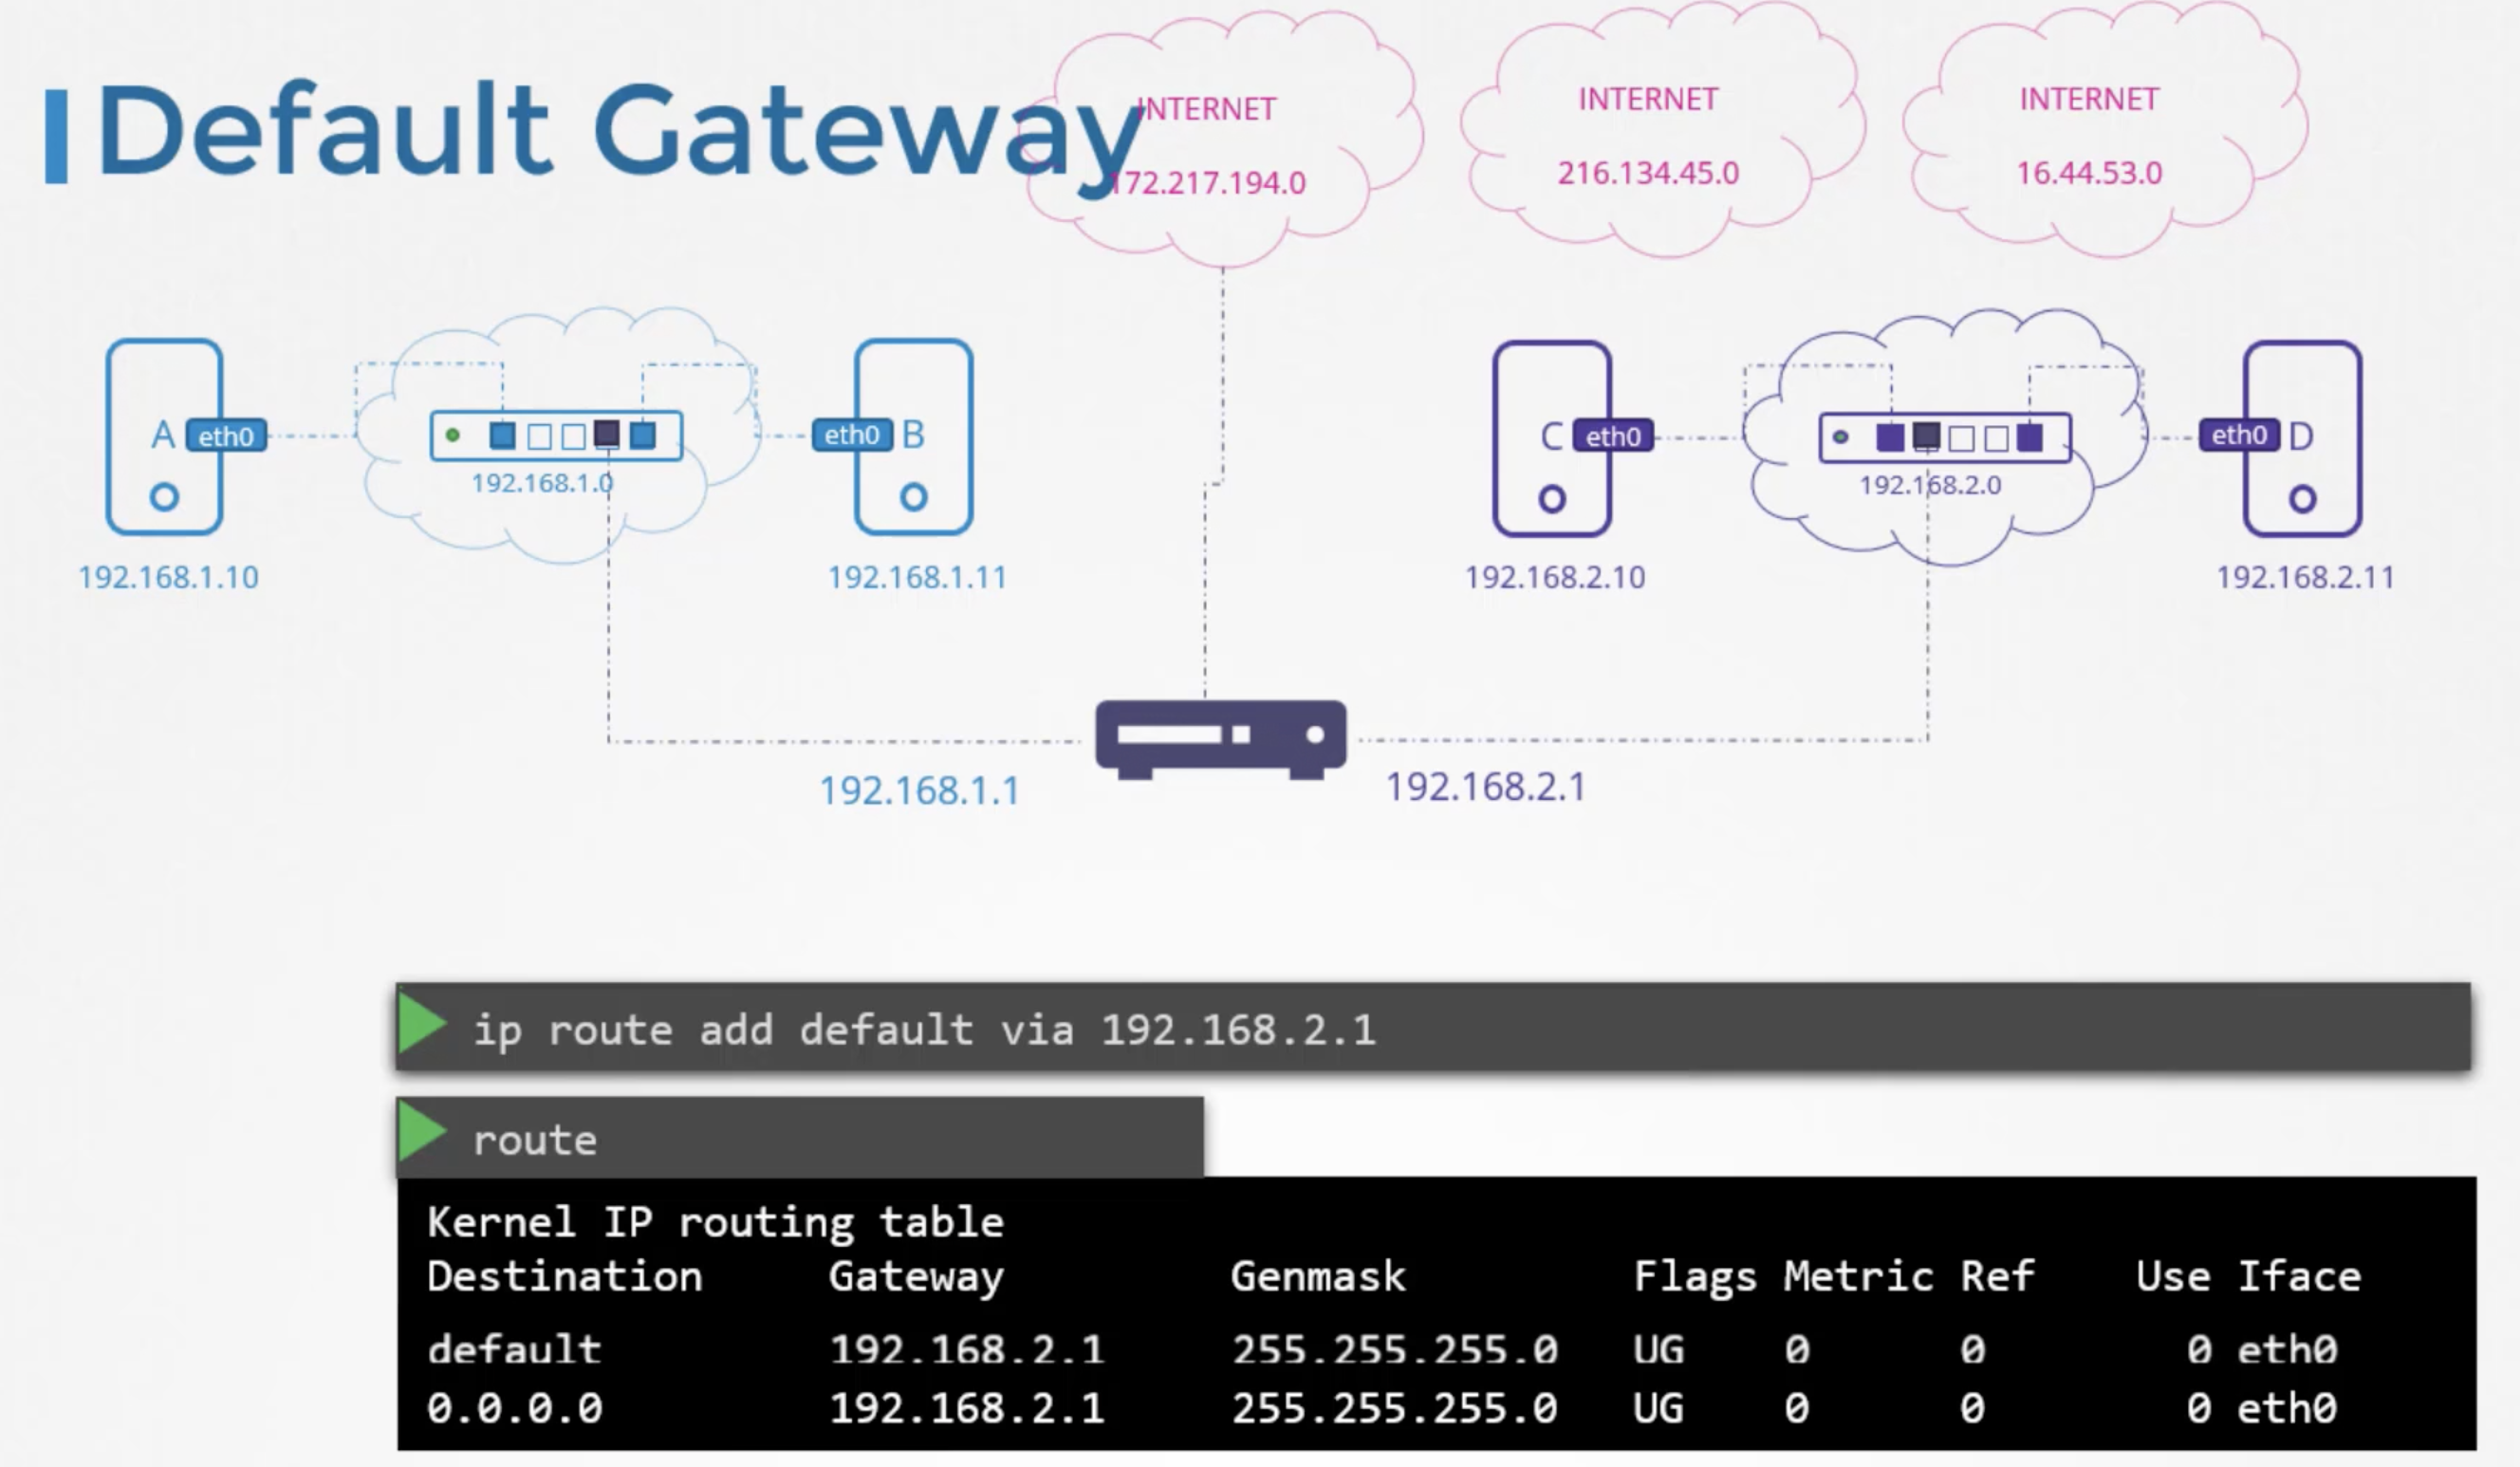 Default Gateway
INTERNET
172.217.194.0
INTERNET
216.134.45.0
INTERNET
16.44.53.0
A eth0
192.168.1.0
eth0 B
C eth0
192.168.2.0
eth0 D
192.168.1.10
192.168.1.11
192.168.2.10
192.168.2.11
192.168.1.1
192.168.2.1
ip route add default via 192.168.2.1
route
Kernel IP routing table
Destination Gateway Genmask Flags Metric Ref Use Iface
default 192.168.2.1 255.255.255.0 UG 0 0 0 eth0
0.0.0.0 192.168.2.1 255.255.255.0 UG 0 0 0 eth0